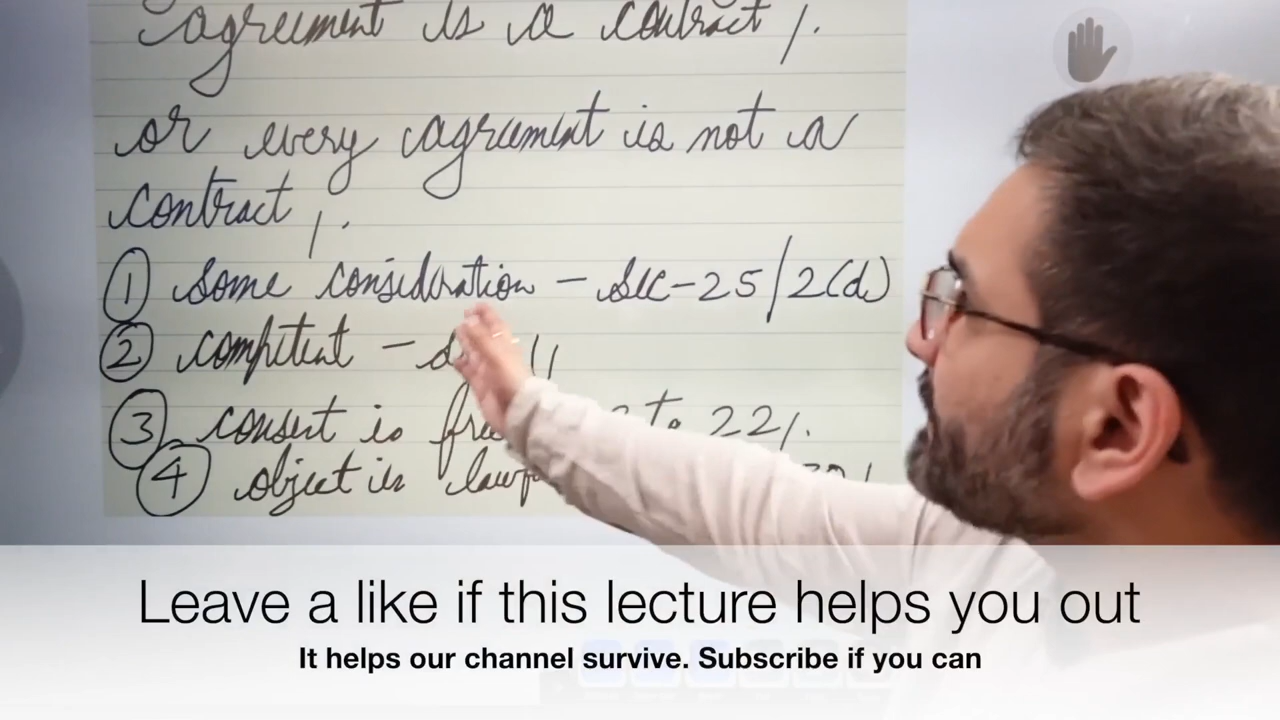 agreement is a contract /.
or every agreement is not a
contract /.
① some consideration - Sec-25/2(d)
② competent -
③ consent is free to 22/.
④ object is
Leave a like if this lecture helps you out
It helps our channel survive. Subscribe if you can